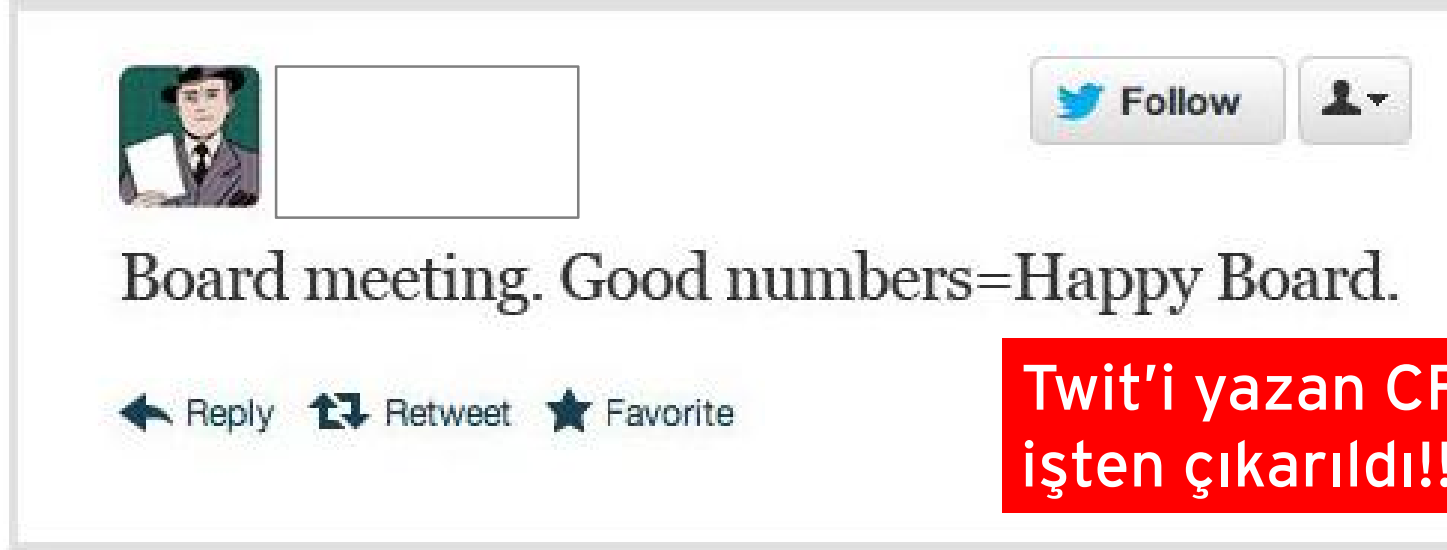 Follow
Board meeting. Good numbers=Happy Board.
Reply Retweet Favorite
Twit'i yazan
işten çıkarıldı!!